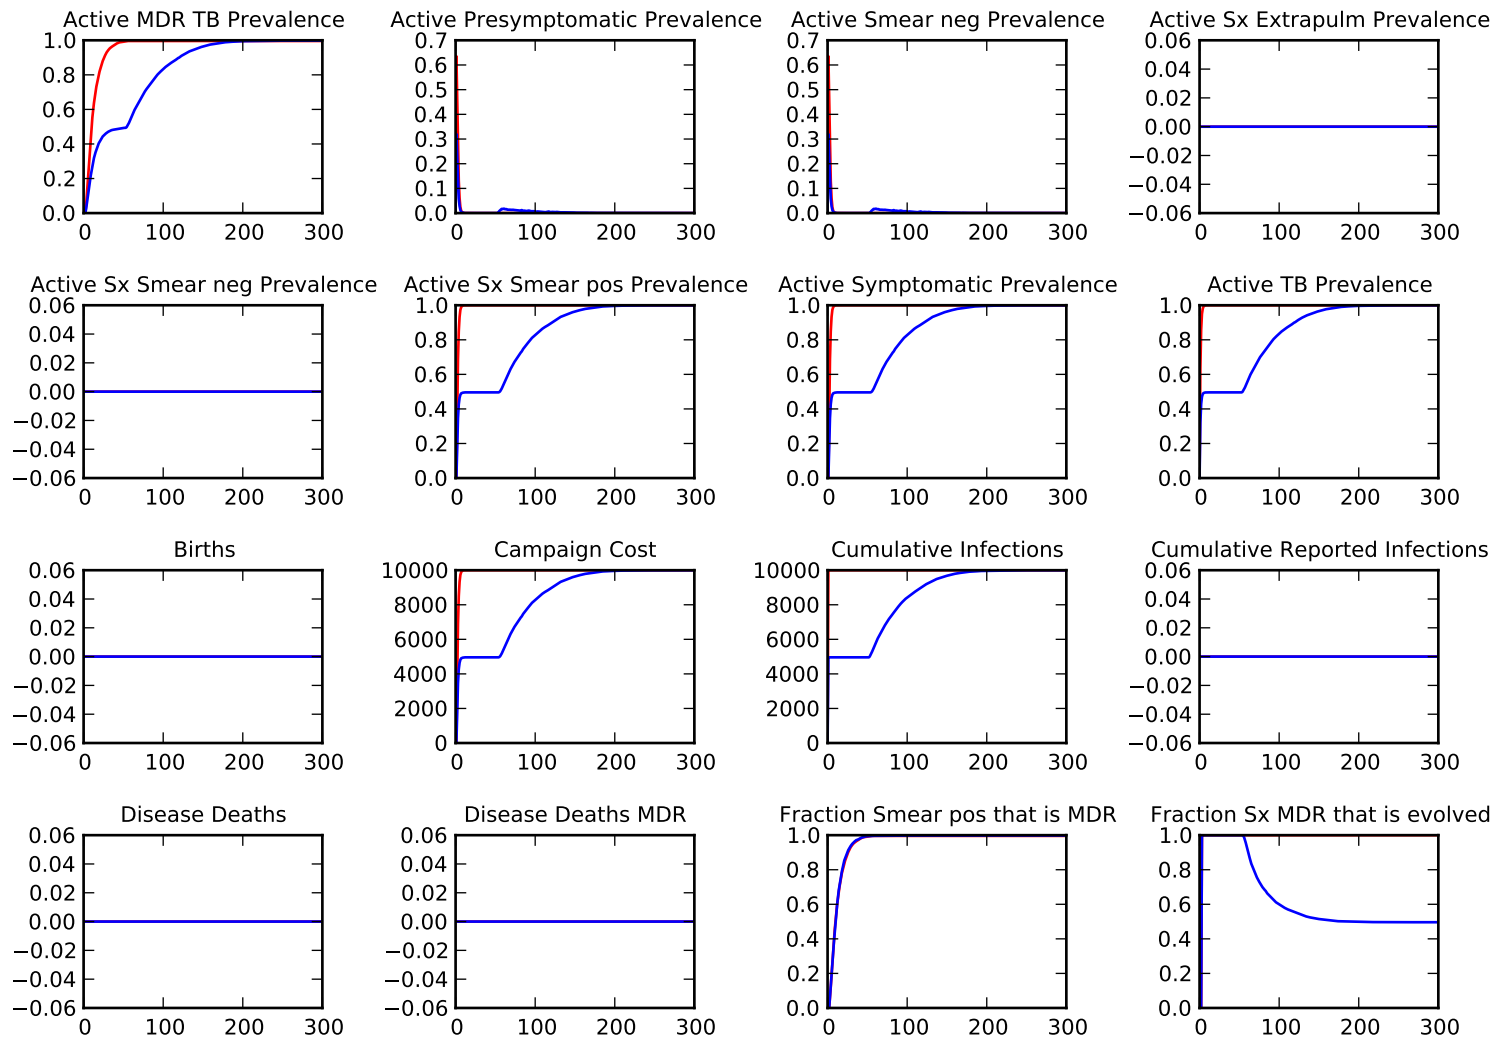 Active MDR TB Prevalence Active Presymptomatic Prevalence Active Smear neg Prevalence Active Sx Extrapulm Prevalence
1.0 0.7 0.7 0.06
0.8 0.6 0.6 0.04
0.6 0.5 0.5 0.02
0.4 0.4 0.4 0.00
0.2 0.3 0.3 −0.02
0.0 0.2 0.2 −0.04
0.1 0.1 −0.06
0.0 0.0
0 100 200 300 0 100 200 300 0 100 200 300 0 100 200 300
Active Sx Smear neg Prevalence Active Sx Smear pos Prevalence Active Symptomatic Prevalence Active TB Prevalence
0.06 1.0 1.0 1.0
0.04 0.8 0.8 0.8
0.02 0.6 0.6 0.6
0.00 0.4 0.4 0.4
−0.02 0.2 0.2 0.2
−0.04 0.0 0.0 0.0
−0.06
0 100 200 300 0 100 200 300 0 100 200 300 0 100 200 300
Births Campaign Cost Cumulative Infections Cumulative Reported Infections
0.06 10000 10000 0.06
0.04 8000 8000 0.04
0.02 6000 6000 0.02
0.00 4000 4000 0.00
−0.02 2000 2000 −0.02
−0.04 0 0 −0.04
−0.06 −0.06
0 100 200 300 0 100 200 300 0 100 200 300 0 100 200 300
Disease Deaths Disease Deaths MDR Fraction Smear pos that is MDR Fraction Sx MDR that is evolved
0.06 0.06 1.0 1.0
0.04 0.04 0.8 0.8
0.02 0.02 0.6 0.6
0.00 0.00 0.4 0.4
−0.02 −0.02 0.2 0.2
−0.04 −0.04 0.0 0.0
−0.06 −0.06
0 100 200 300 0 100 200 300 0 100 200 300 0 100 200 300